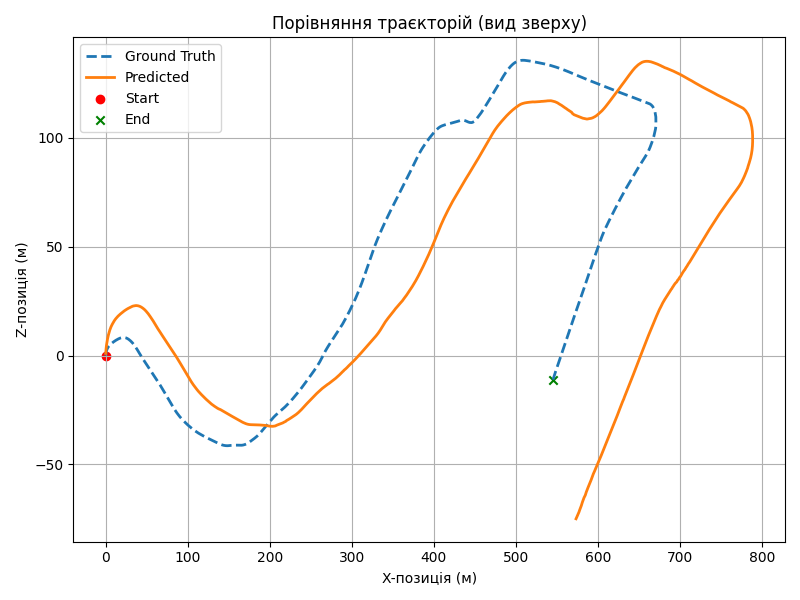 Порівняння траєкторій (вид зверху)
Ground Truth
Predicted
Start
End
Z-позиція (м)
100
50
0
−50
0 100 200 300 400 500 600 700 800
X-позиція (м)